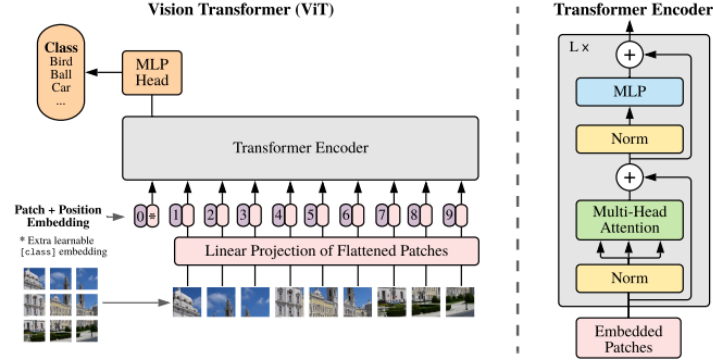 Vision Transformer (ViT)
Class
Bird
Ball
Car
...
MLP
Head
Transformer Encoder
Patch + Position
Embedding
0 * 1 2 3 4 5 6 7 8 9
* Extra learnable
[class] embedding
Linear Projection of Flattened Patches
Transformer Encoder
L ×
+
MLP
Norm
+
Multi-Head
Attention
Norm
Embedded
Patches